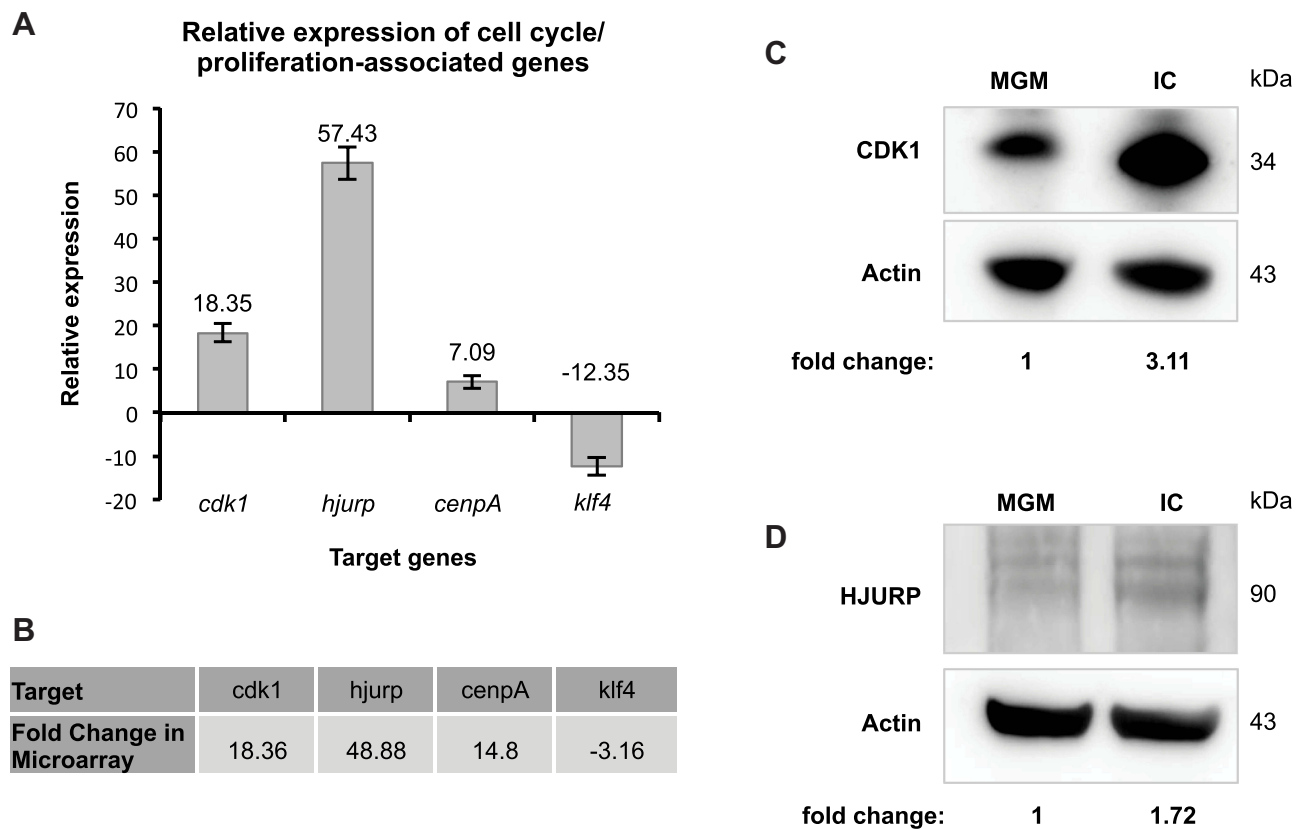 A
Relative expression of cell cycle/
proliferation-associated genes
70
60
50
40
30
20
10
0
-10
-20
Relative expression
18.35
57.43
7.09
-12.35
cdk1 hjurp cenpA klf4
Target genes
B
Target cdk1 hjurp cenpA klf4
Fold Change in
Microarray 18.36 48.88 14.8 -3.16
C
MGM IC kDa
CDK1 34
Actin 43
fold change: 1 3.11
D
MGM IC kDa
HJURP 90
Actin 43
fold change: 1 1.72